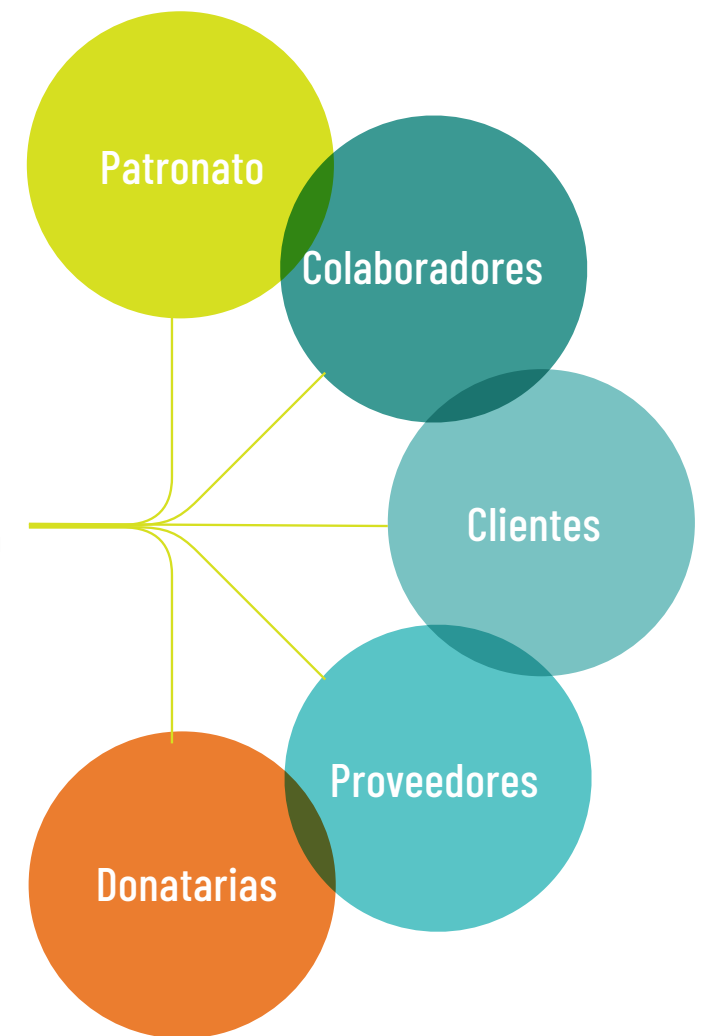 Patronato
Colaboradores
Clientes
Proveedores
Donatarias